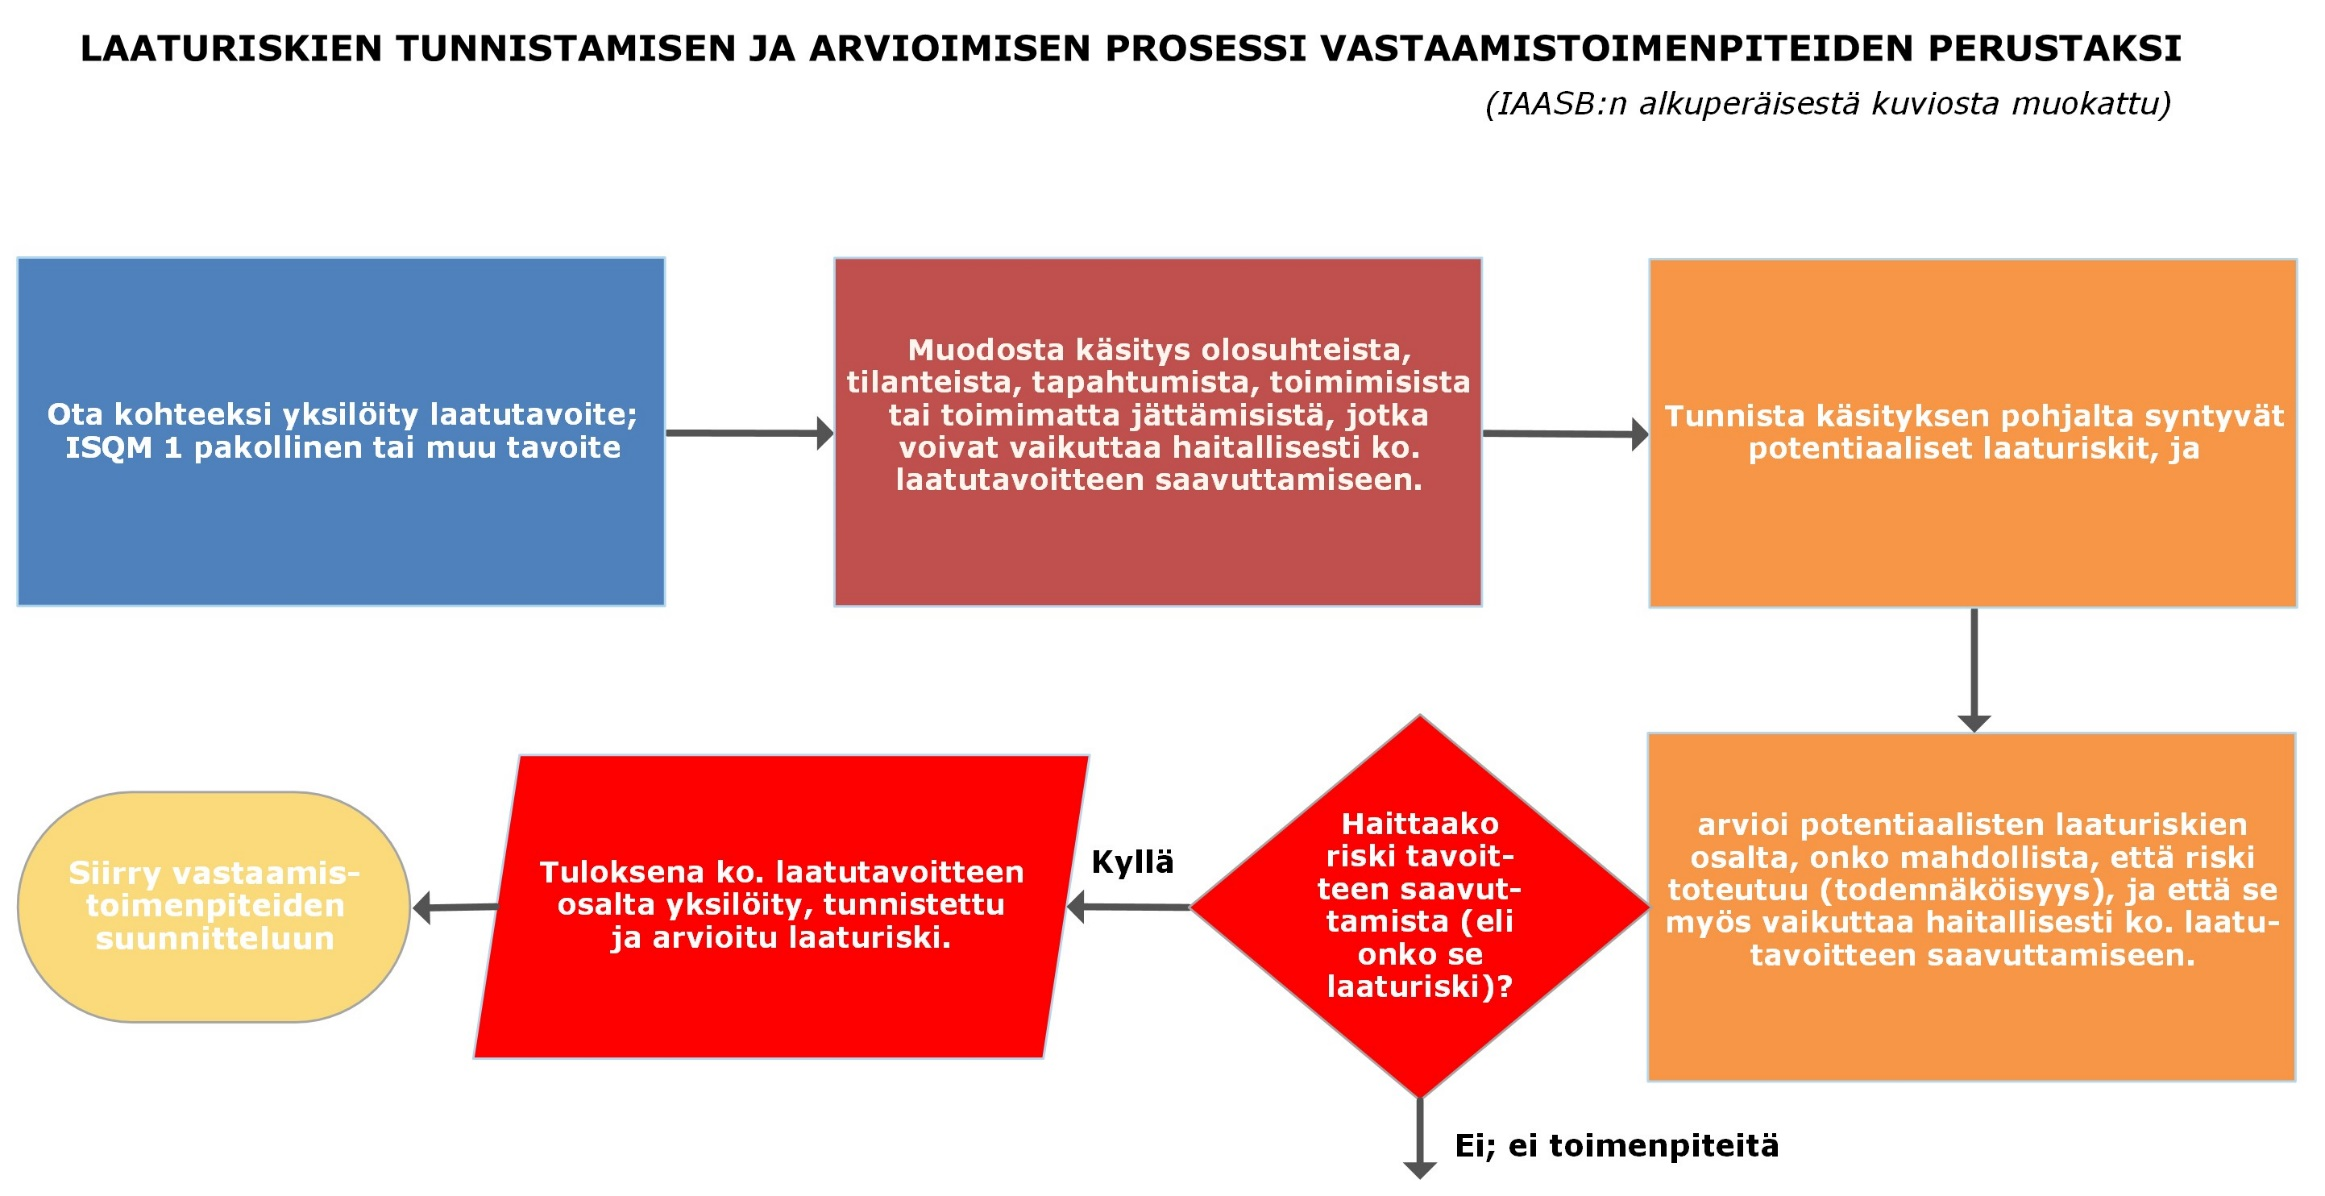 LAATURISKIEN TUNNISTAMISEN JA ARVIOIMISEN PROSESSI VASTAAMISTOIMENPITEIDEN PERUSTAKSI
(IAASB:n alkuperäisestä kuviosta muokattu)
Ota kohteeksi yksilöity laatutavoite;
ISQM 1 pakollinen tai muu tavoite
Muodosta käsitys olosuhteista,
tilanteista, tapahtumista, toimimisista
tai toimimatta jättämisistä, jotka
voivat vaikuttaa haitallisesti ko.
laatutavoitteen saavuttamiseen.
Tunnista käsityksen pohjalta syntyvät
potentiaaliset laaturiskit, ja
arvioi potentiaalisten laaturiskien
osalta, onko mahdollista, että riski
toteutuu (todennäköisyys), ja että se
myös vaikuttaa haitallisesti ko. laatu-
tavoitteen saavuttamiseen.
Haittaako
riski tavoit-
teen saavut-
tamista (eli
onko se
laaturiski)?
Kyllä
Tuloksena ko. laatutavoitteen
osalta yksilöity, tunnistettu
ja arvioitu laaturiski.
Siirry vastaamis-
toimenpiteiden
suunnitteluun
Ei; ei toimenpiteitä